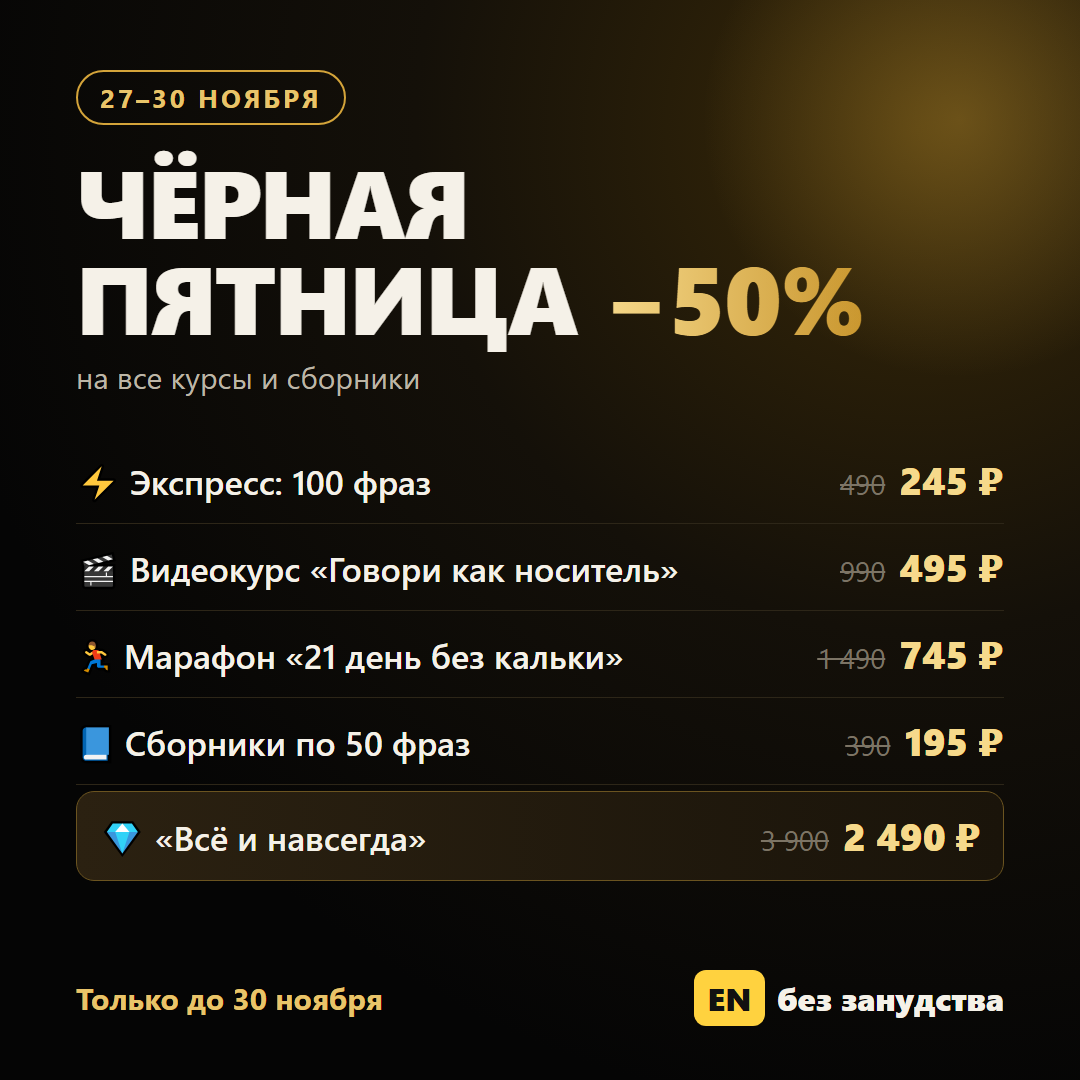 27–30 НОЯБРЯ
ЧЁРНАЯ
ПЯТНИЦА –50%
на все курсы и сборники
⚡ Экспресс: 100 фраз 490 245 ₽
🎬 Видеокурс «Говори как носитель» 990 495 ₽
🏃 Марафон «21 день без кальки» 1 490 745 ₽
📘 Сборники по 50 фраз 390 195 ₽
💎 «Всё и навсегда» 3 900 2 490 ₽
Только до 30 ноября
EN без занудства